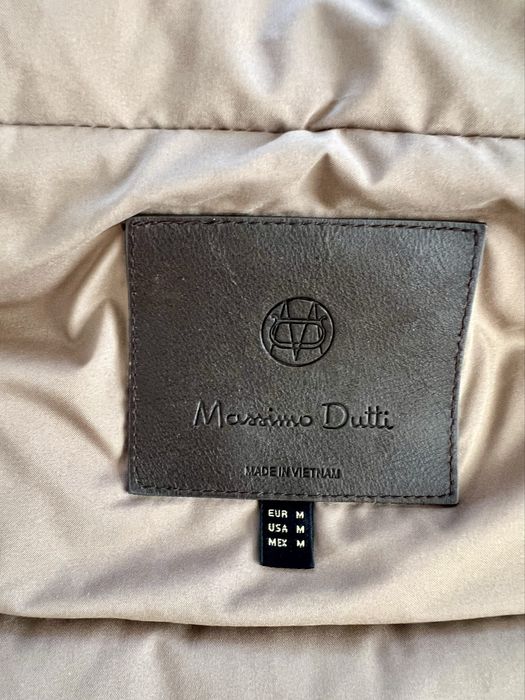 Massimo Dutti
MADE IN VIETNAM
EUR M
USA M
MEX M